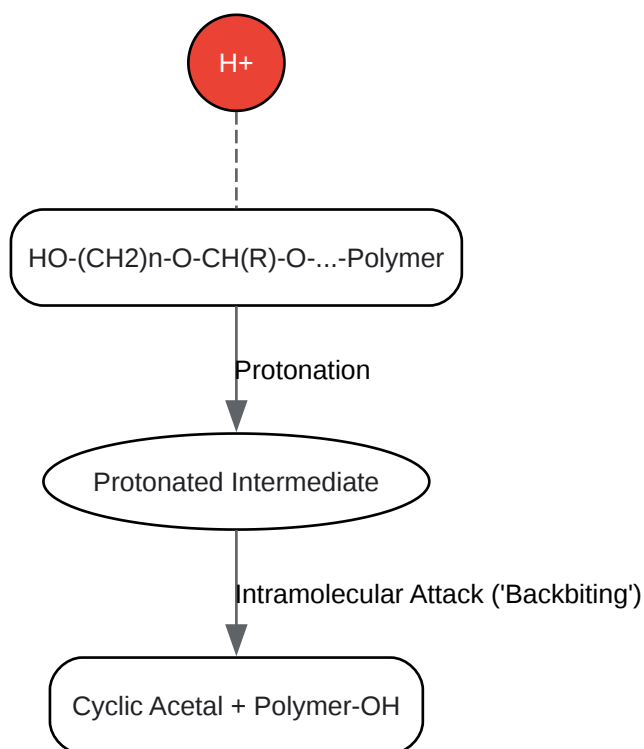 H+
HO-(CH2)n-O-CH(R)-O-...-Polymer
Protonation
Protonated Intermediate
Intramolecular Attack ('Backbiting')
Cyclic Acetal + Polymer-OH